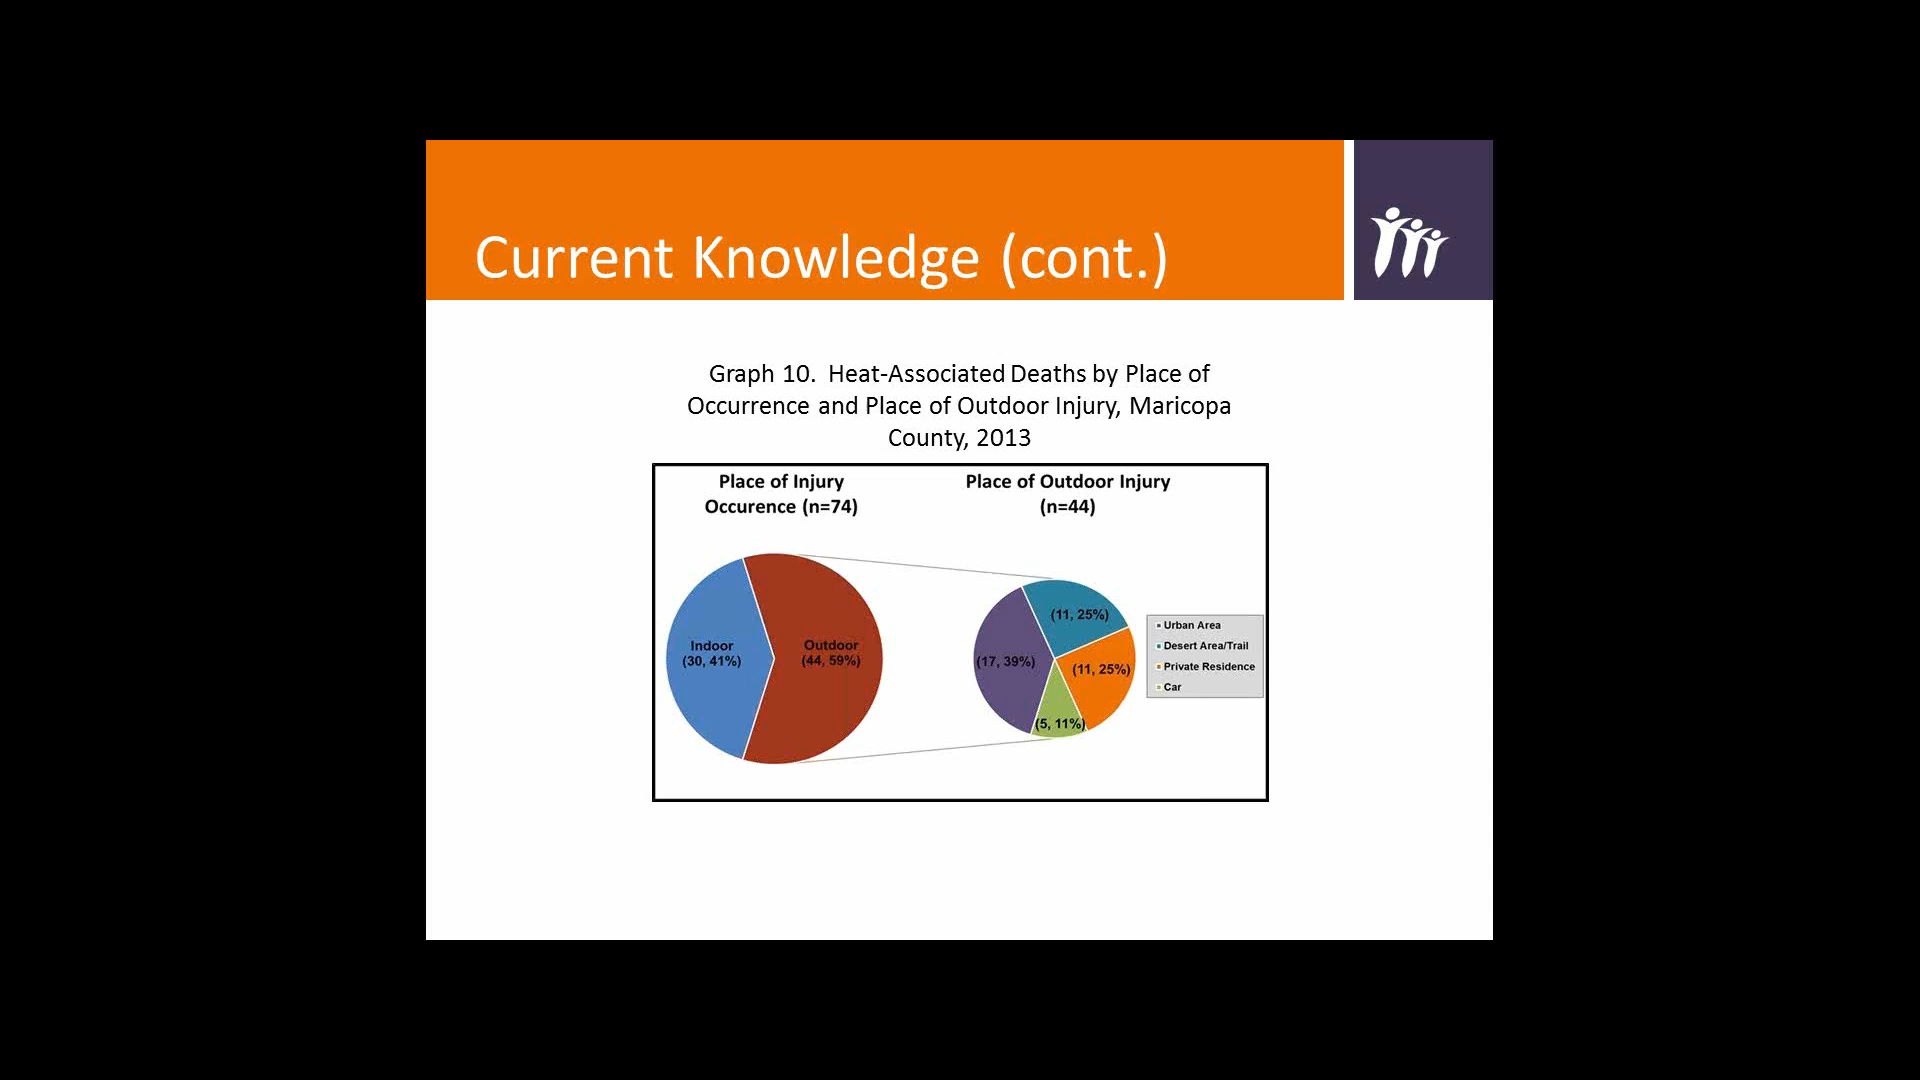 Current Knowledge (cont.)
Graph 10. Heat-Associated Deaths by Place of
Occurrence and Place of Outdoor Injury, Maricopa
County, 2013
Place of Injury
Occurence (n=74)
Place of Outdoor Injury
(n=44)
Indoor
(30, 41%)
Outdoor
(44, 59%)
(11, 25%)
(17, 39%)
(11, 25%)
(5, 11%)
Urban Area
Desert Area/Trail
Private Residence
Car